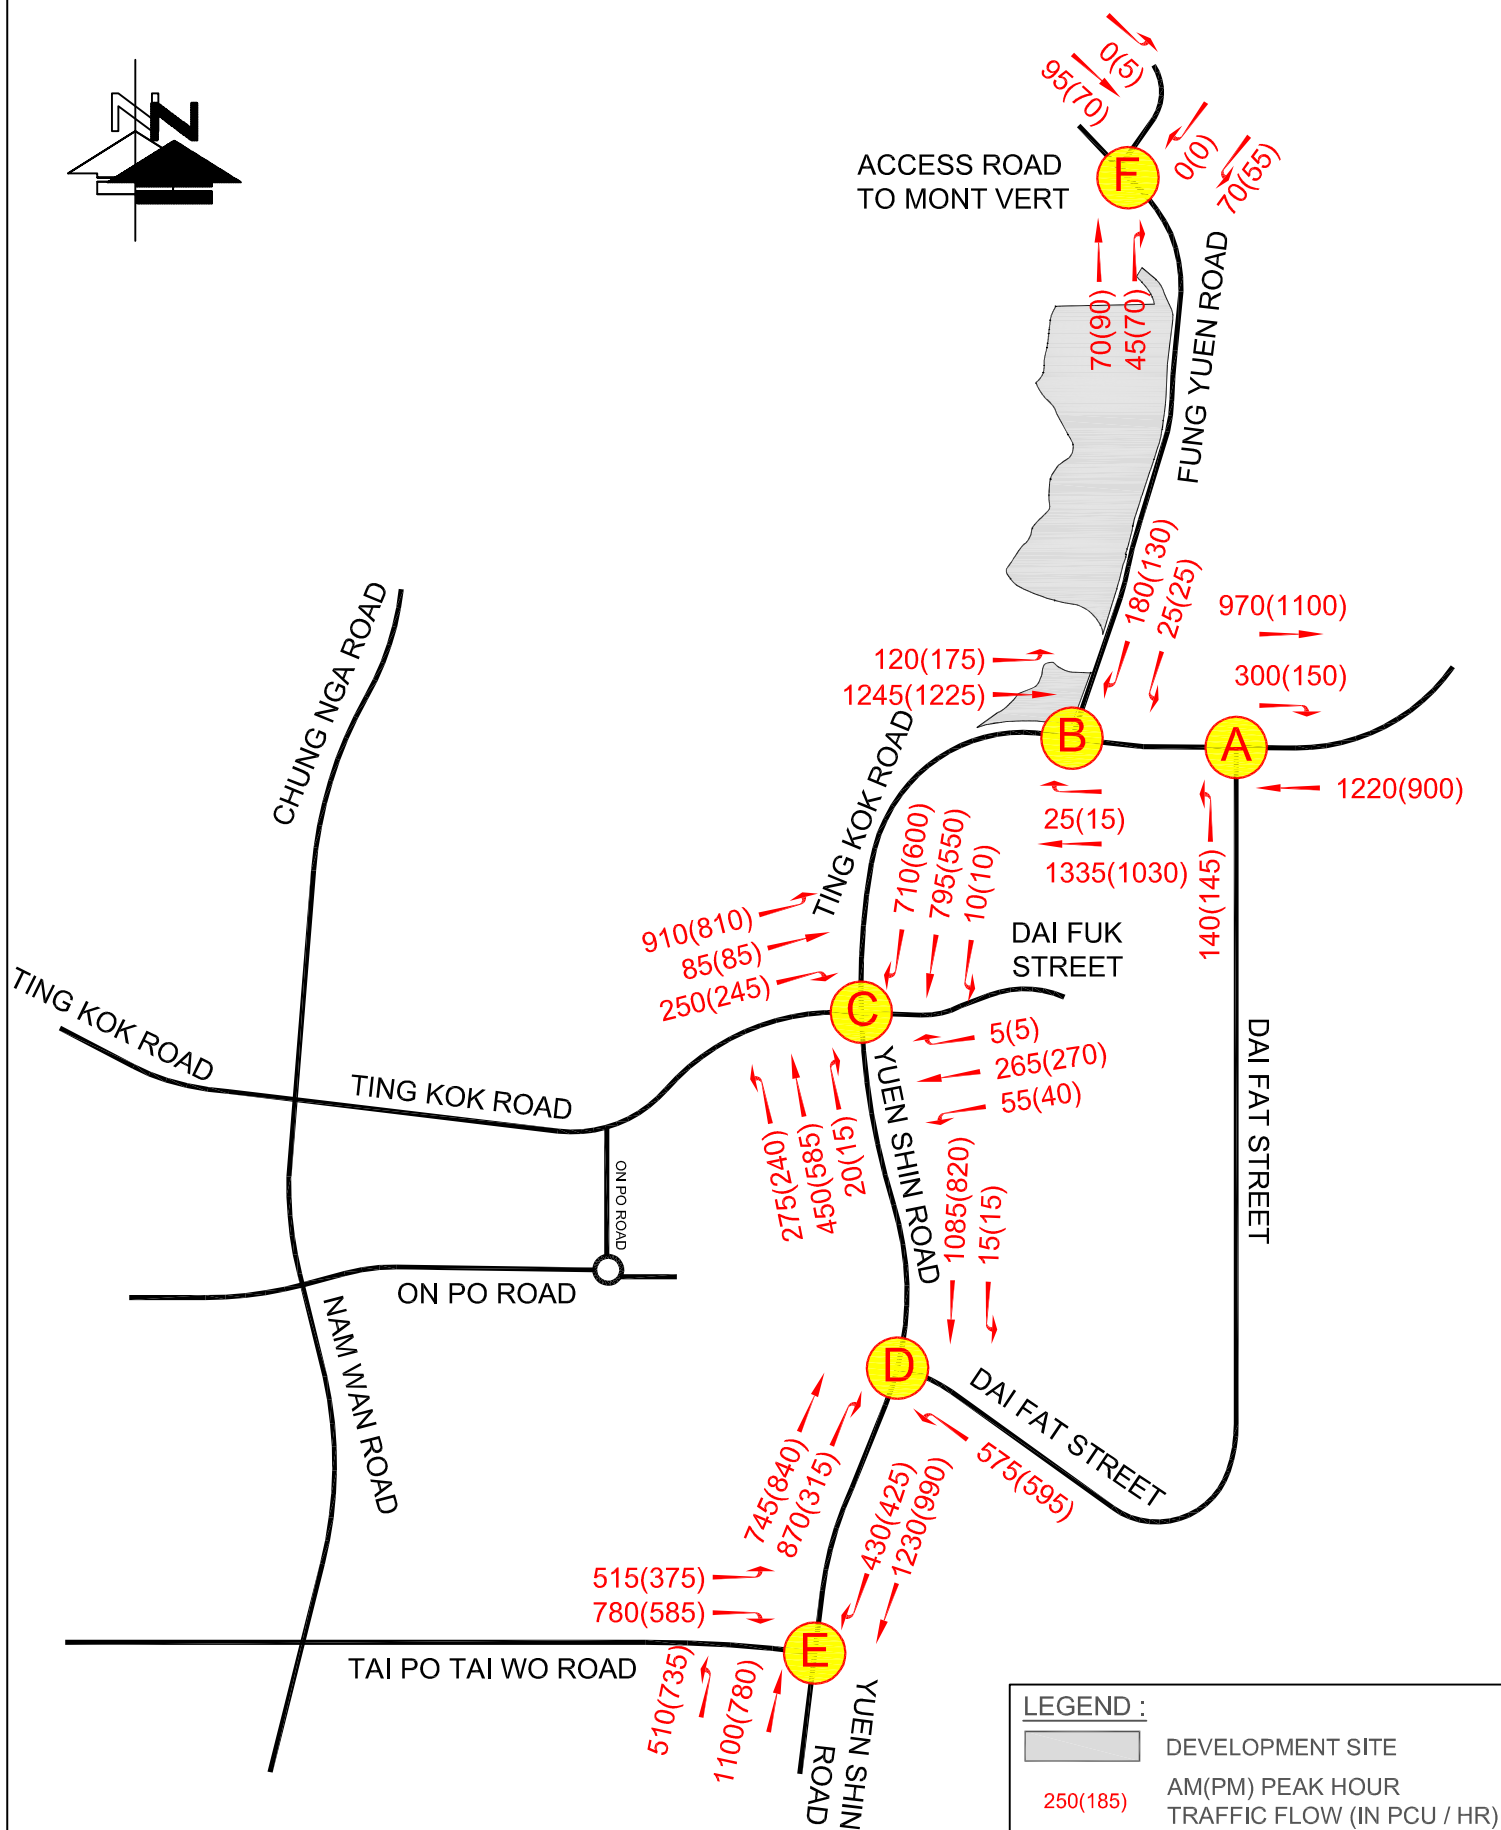 N
N
0(5)
95(70)
0(0)
70(55)
F
ACCESS ROAD
TO MONT VERT
70(90)
45(70)
FUNG YUEN ROAD
180(130)
25(25)
970(1100)
300(150)
120(175)
1245(1225)
B
A
1220(900)
25(15)
1335(1030)
140(145)
CHUNG NGA ROAD
TING KOK ROAD
710(600)
795(550)
10(10)
910(810)
85(85)
250(245)
DAI FUK
STREET
C
5(5)
265(270)
55(40)
TING KOK ROAD
TING KOK ROAD
275(240)
450(585)
20(15)
YUEN SHIN ROAD
DAI FAT STREET
ON PO ROAD
1085(820)
15(15)
ON PO ROAD
NAM WAN ROAD
D
DAI FAT STREET
575(595)
745(840)
870(315)
430(425)
1230(990)
515(375)
780(585)
E
TAI PO TAI WO ROAD
510(735)
1100(780)
YUEN SHIN
ROAD
LEGEND :
DEVELOPMENT SITE
250(185)
AM(PM) PEAK HOUR
TRAFFIC FLOW (IN PCU / HR)